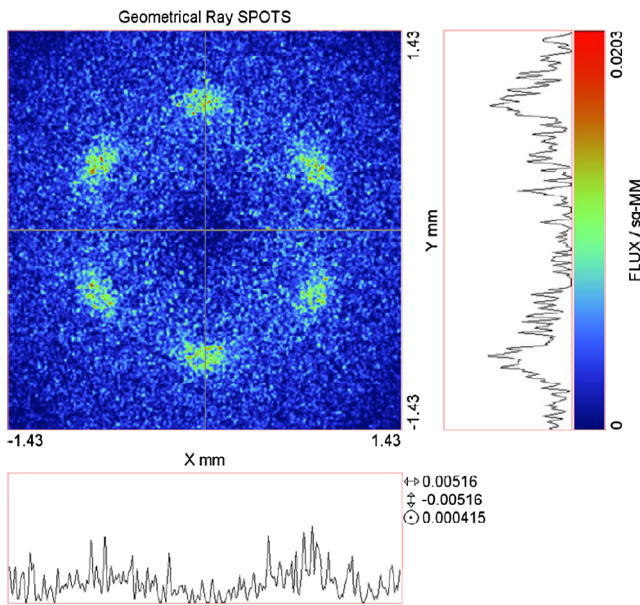 Geometrical Ray SPOTS
1.43
Y mm
-1.43
-1.43
1.43
X mm
0.0203
FLUX / sq-MM
0
0.00516
-0.00516
0.000415